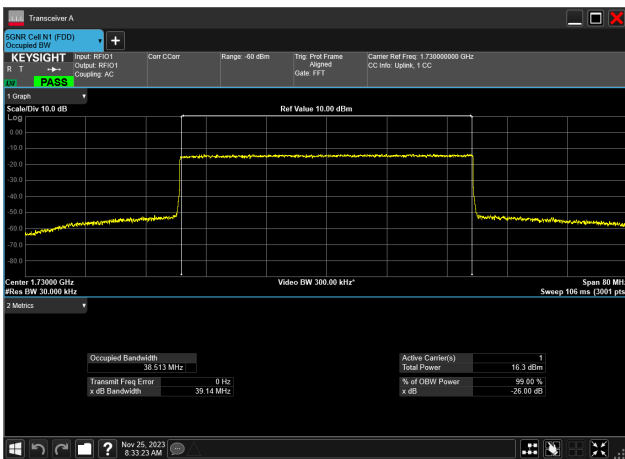 Transceiver A
5GNR Cell N1 (FDD)
Occupied BW
+
KEYSIGHT
R T
LV
PASS
Input: RFIO1
Output: RFIO1
Coupling: AC
Corr CCorr
Range: -60 dBm
Trig: Prot Frame
Aligned
Gate: FFT
Carrier Ref Freq: 1.730000000 GHz
CC Info: Uplink, 1 CC
1 Graph
Scale/Div 10.0 dB
Ref Value 10.00 dBm
Log
0.00
-10.0
-20.0
-30.0
-40.0
-50.0
-60.0
-70.0
-80.0
Center 1.73000 GHz
Video BW 300.00 kHz*
Span 80 MHz
#Res BW 30.000 kHz
Sweep 106 ms (3001 pts
2 Metrics
Occupied Bandwidth
38.513 MHz
Active Carrier(s) 1
Total Power 16.3 dBm
Transmit Freq Error 0 Hz
x dB Bandwidth 39.14 MHz
% of OBW Power 99.00 %
x dB -26.00 dB
?
Nov 25, 2023
8:33:23 AM